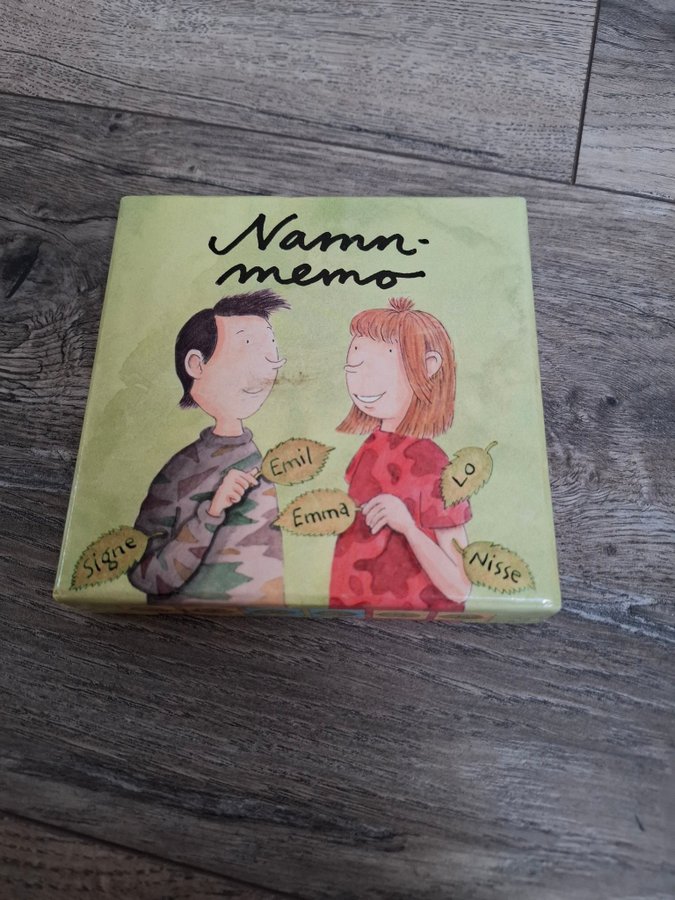 Namn-
memo
Emil
Lo
Emma
Signe
Nisse